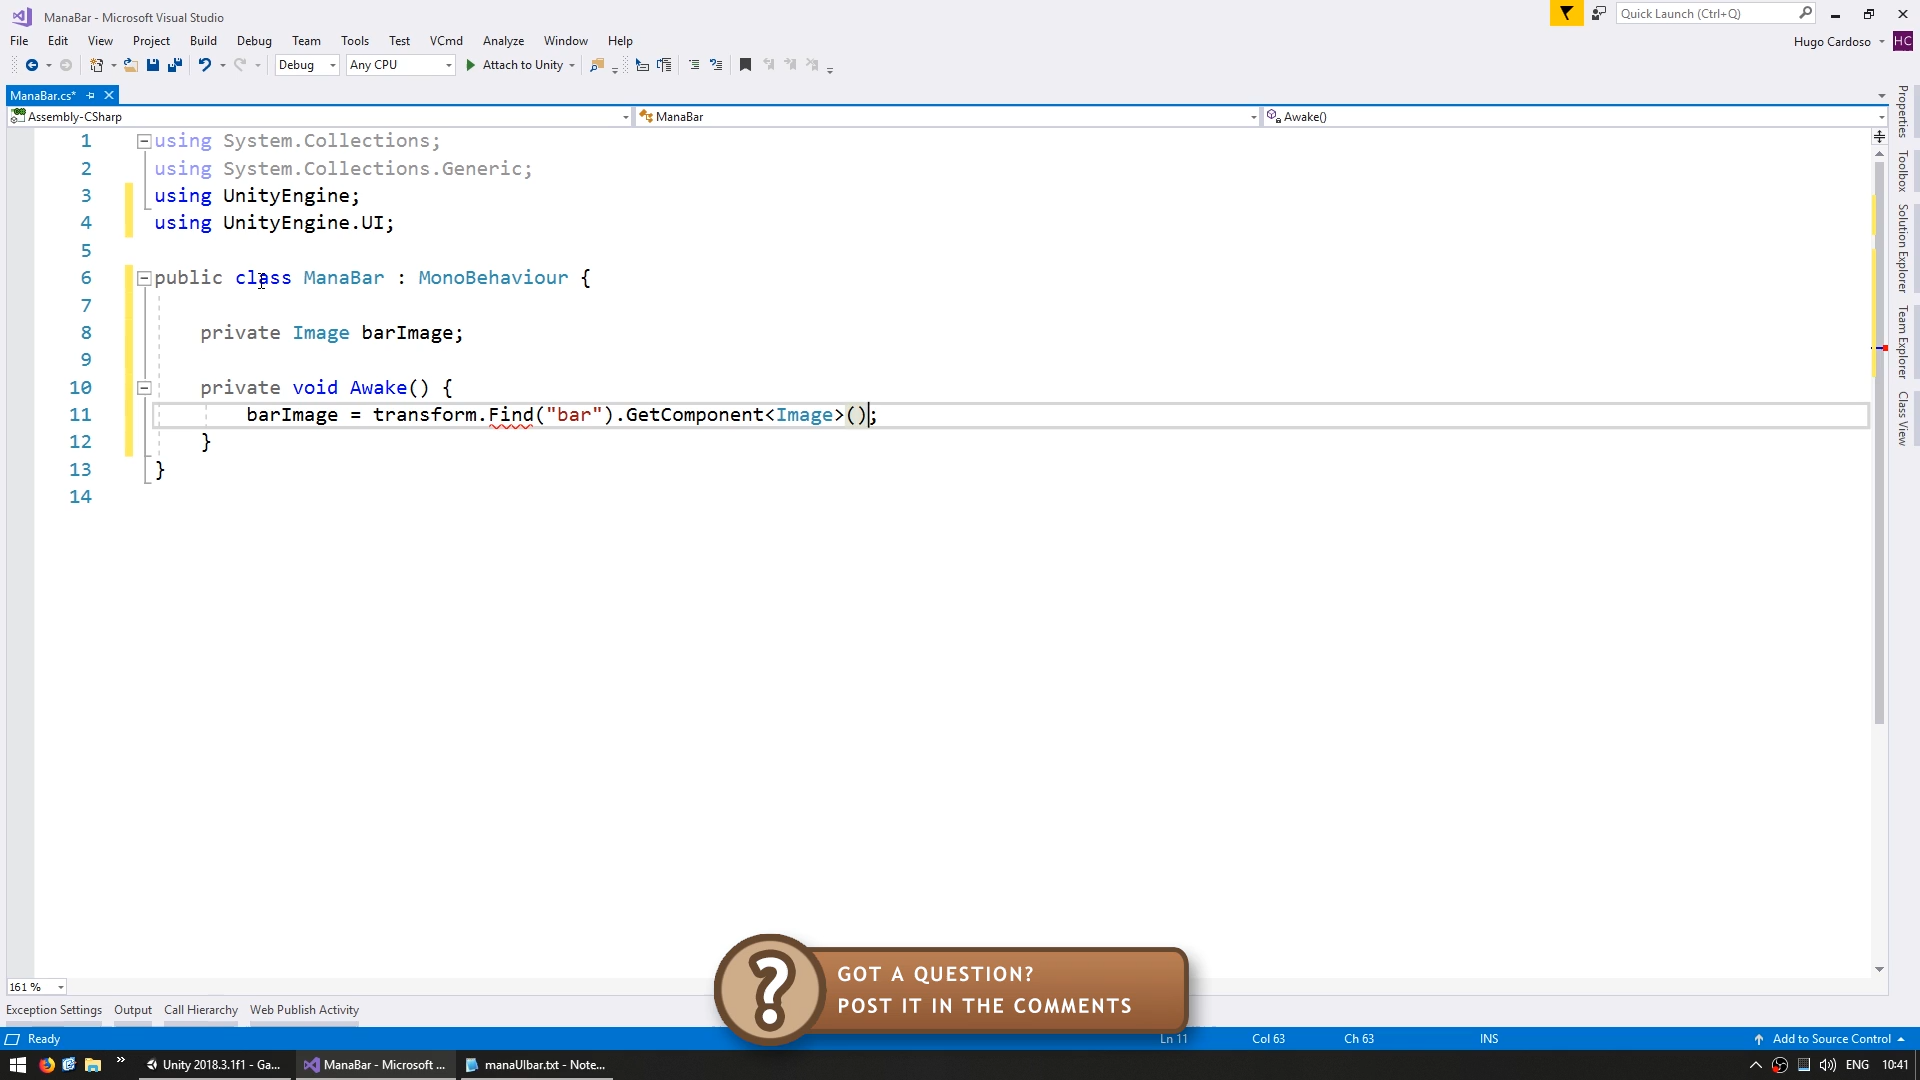 ManaBar - Microsoft Visual Studio
Quick Launch (Ctrl+Q)
File Edit View Project Build Debug Team Tools Test VCmd Analyze Window Help
Hugo Cardoso HC
Debug Any CPU Attach to Unity
ManaBar.cs*
Assembly-CSharp ManaBar Awake()
1 using System.Collections;
2 using System.Collections.Generic;
3 using UnityEngine;
4 using UnityEngine.UI;
5
6 public class ManaBar : MonoBehaviour {
7
8 private Image barImage;
9
10 private void Awake() {
11 barImage = transform.Find("bar").GetComponent<Image>();
12 }
13 }
14
Properties
Toolbox
Solution Explorer
Team Explorer
Class View
?
GOT A QUESTION?
POST IT IN THE COMMENTS
161 %
Exception Settings Output Call Hierarchy Web Publish Activity
Ready Ln 11 Col 63 Ch 63 INS Add to Source Control
Unity 2018.3.1f1 - Ga... ManaBar - Microsoft ... manaUIbar.txt - Note... ENG 10:41